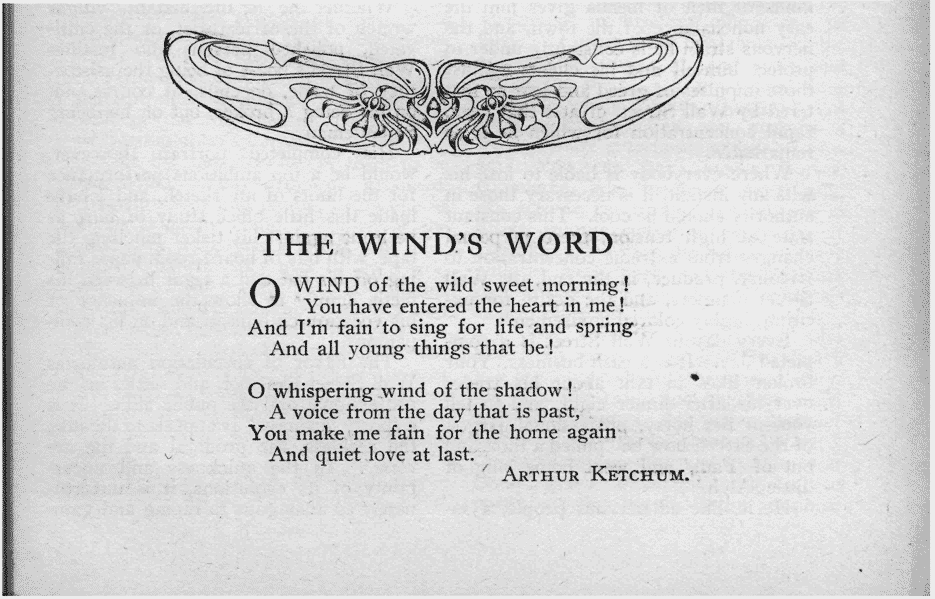 THE WIND'S WORD
O WIND of the wild sweet morning!
You have entered the heart in me!
And I'm fain to sing for life and spring
And all young things that be!
O whispering wind of the shadow!
A voice from the day that is past,
You make me fain for the home again
And quiet love at last.
ARTHUR KETCHUM.